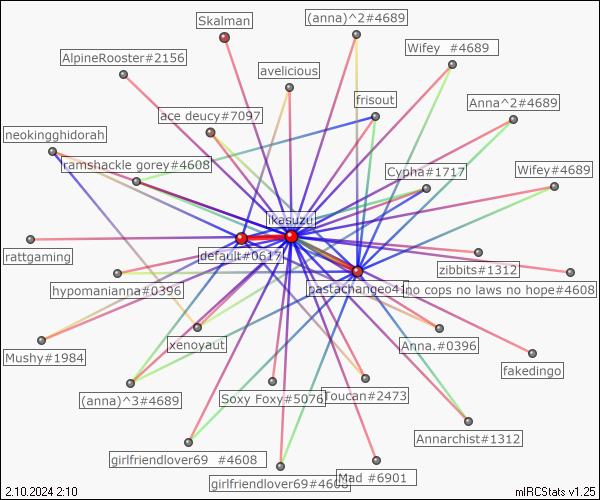 Skalman
(anna)^2#4689
Wifey  #4689
AlpineRooster#2156
avelicious
frisout
Anna^2#4689
ace deucy#7097
neokingghidorah
ramshackle gorey#4608
Cypha#1717
Wifey#4689
ikasuzu
rattgaming
default#0617
zibbits#1312
hypomanianna#0396
pastachangeo41
no cops no laws no hope#4608
xenoyaut
Anna.#0396
Mushy#1984
fakedingo
(anna)^3#4689
Soxy Foxy#5076
Toucan#2473
Annarchist#1312
girlfriendlover69  #4608
girlfriendlover69#4608
Mad #6901
2.10.2024 2:10
mIRCStats v1.25